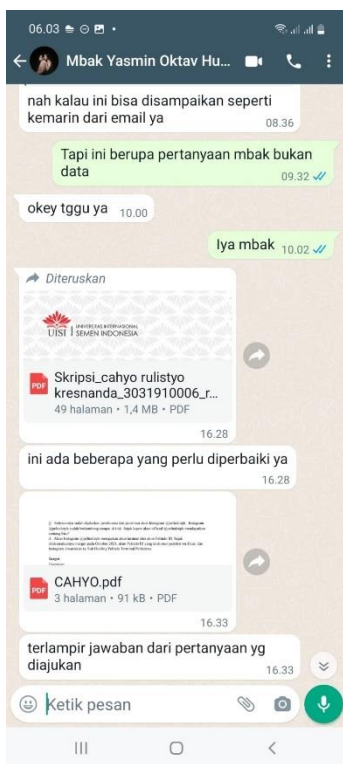 06.03
Mbak Yasmin Oktav Hu...
nah kalau ini bisa disampaikan seperti
kemarin dari email ya
08.36
Tapi ini berupa pertanyaan mbak bukan
data
09.32
okey tggu ya 10.00
Iya mbak 10.02
Diteruskan
UISI UNIVERSITAS INTERNASIONAL
SEMEN INDONESIA
PDF
Skripsi_cahyo rulistyo
kresnanda_3031910006_r...
49 halaman • 1,4 MB • PDF
16.28
ini ada beberapa yang perlu diperbaiki ya
16.28
PDF
CAHYO.pdf
3 halaman • 91 kB • PDF
16.33
terlampir jawaban dari pertanyaan yg
diajukan
16.33
Ketik pesan